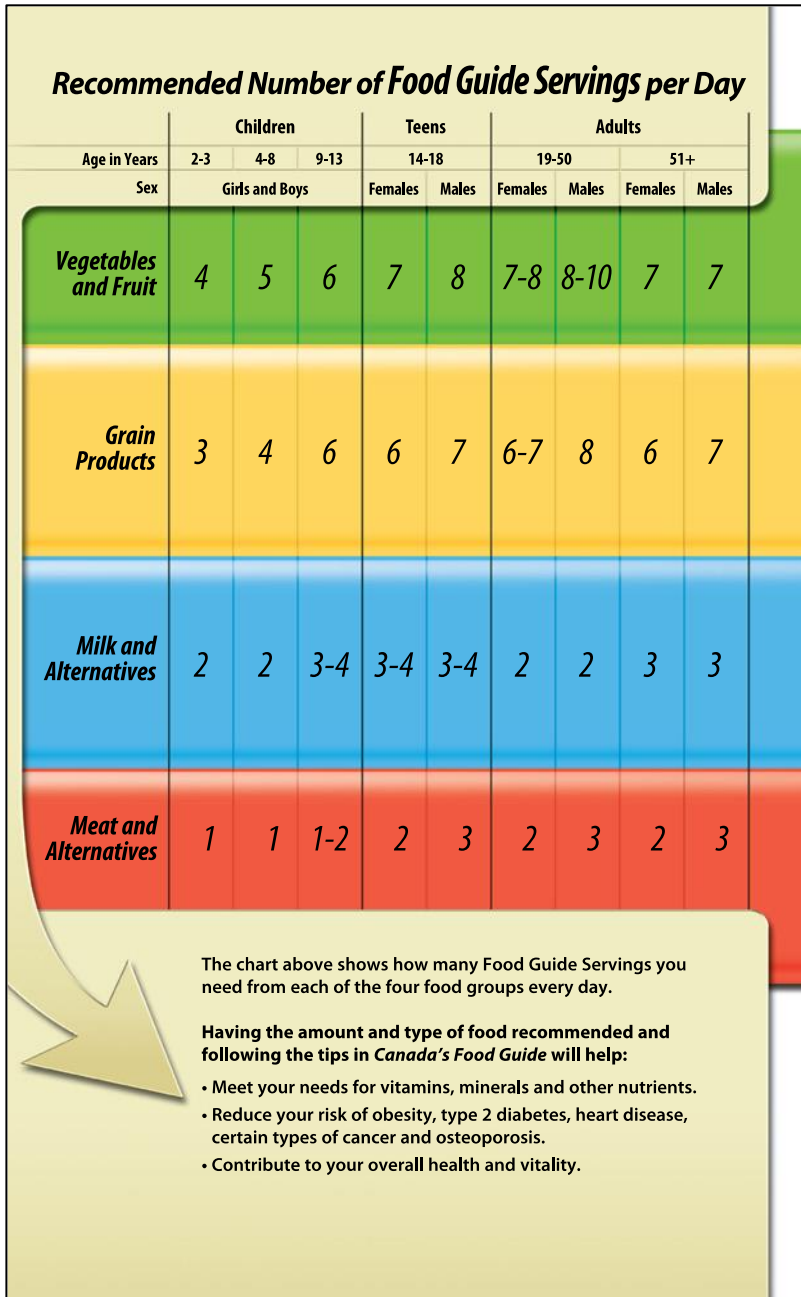 Recommended Number of Food Guide Servings per Day
Children Teens Adults
Age in Years 2-3 4-8 9-13 14-18 19-50 51+
Sex Girls and Boys Females Males Females Males Females Males
Vegetables
and Fruit 4 5 6 7 8 7-8 8-10 7 7
Grain
Products 3 4 6 6 7 6-7 8 6 7
Milk and
Alternatives 2 2 3-4 3-4 3-4 2 2 3 3
Meat and
Alternatives 1 1 1-2 2 3 2 3 2 3
The chart above shows how many Food Guide Servings you
need from each of the four food groups every day.
Having the amount and type of food recommended and
following the tips in Canada's Food Guide will help:
• Meet your needs for vitamins, minerals and other nutrients.
• Reduce your risk of obesity, type 2 diabetes, heart disease,
certain types of cancer and osteoporosis.
• Contribute to your overall health and vitality.